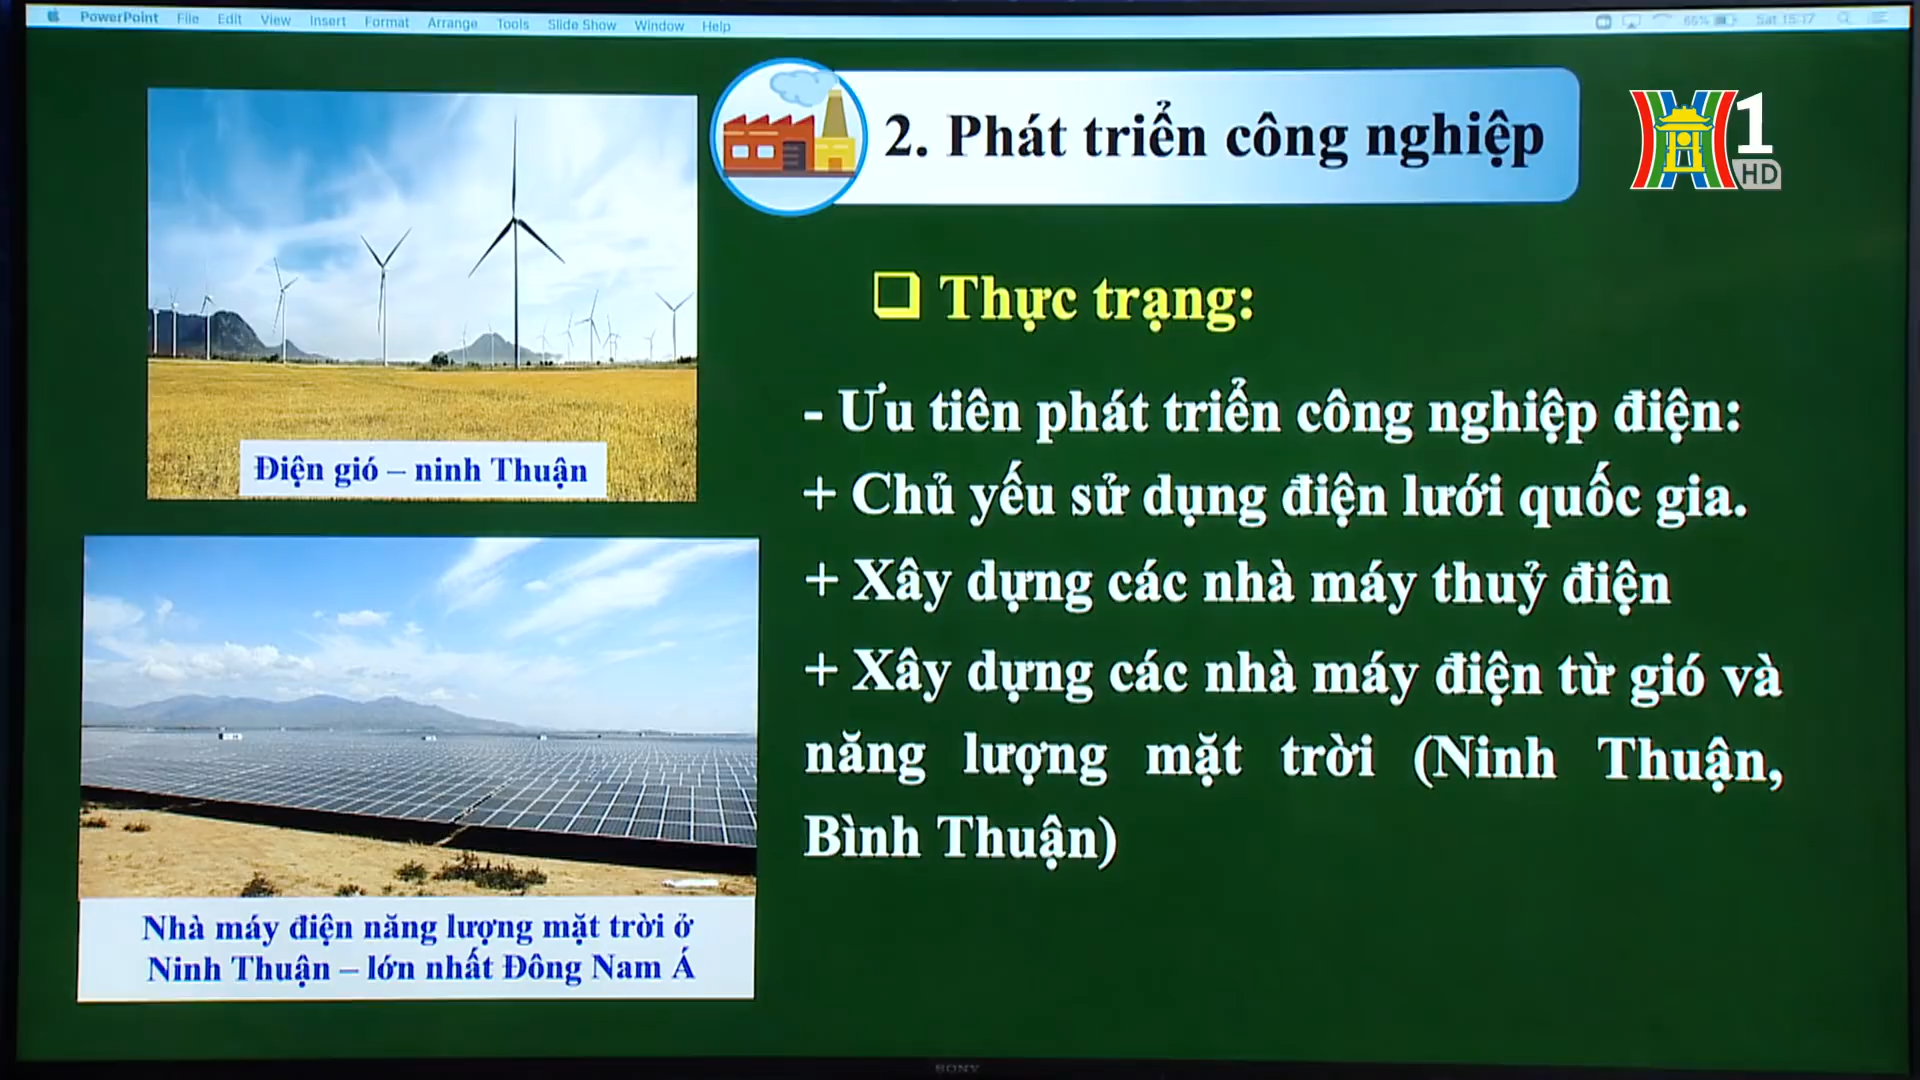 PowerPoint File Edit View Insert Format Arrange Tools Slide Show Window Help
65% Sat 15:17
2. Phát triển công nghiệp
1
HD
Thực trạng:
- Ưu tiên phát triển công nghiệp điện:
+ Chủ yếu sử dụng điện lưới quốc gia.
+ Xây dựng các nhà máy thuỷ điện
+ Xây dựng các nhà máy điện từ gió và
năng lượng mặt trời (Ninh Thuận,
Bình Thuận)
Điện gió – ninh Thuận
Nhà máy điện năng lượng mặt trời ở
Ninh Thuận – lớn nhất Đông Nam Á
SONY